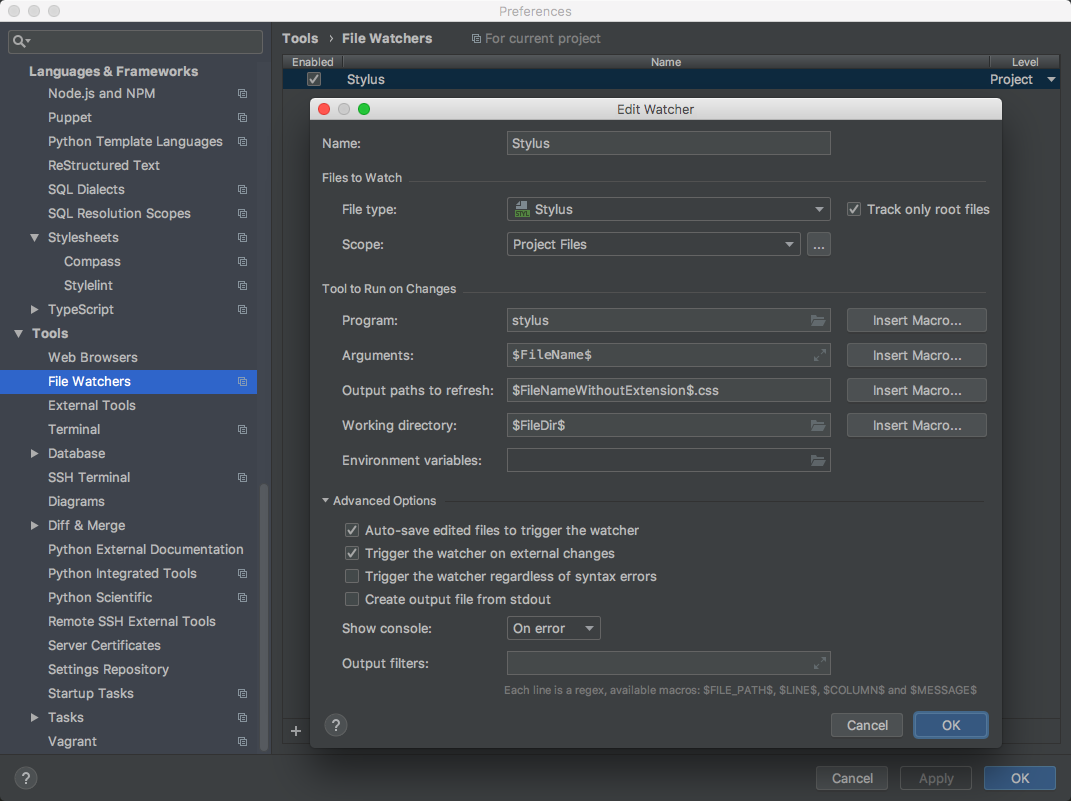 Preferences
Languages & Frameworks
Node.js and NPM
Puppet
Python Template Languages
ReStructured Text
SQL Dialects
SQL Resolution Scopes
Stylesheets
Compass
Stylelint
TypeScript
Tools
Web Browsers
File Watchers
External Tools
Terminal
Database
SSH Terminal
Diagrams
Diff & Merge
Python External Documentation
Python Integrated Tools
Python Scientific
Remote SSH External Tools
Server Certificates
Settings Repository
Startup Tasks
Tasks
Vagrant
Tools › File Watchers For current project
Enabled Name Level
Stylus Project
Edit Watcher
Name: Stylus
Files to Watch
File type: STYL Stylus Track only root files
Scope: Project Files ...
Tool to Run on Changes
Program: stylus Insert Macro...
Arguments: $FileName$ Insert Macro...
Output paths to refresh: $FileNameWithoutExtension$.css Insert Macro...
Working directory: $FileDir$ Insert Macro...
Environment variables:
Advanced Options
Auto-save edited files to trigger the watcher
Trigger the watcher on external changes
Trigger the watcher regardless of syntax errors
Create output file from stdout
Show console: On error
Output filters:
Each line is a regex, available macros: $FILE_PATH$, $LINE$, $COLUMN$ and $MESSAGE$
+ ? Cancel OK
? Cancel Apply OK